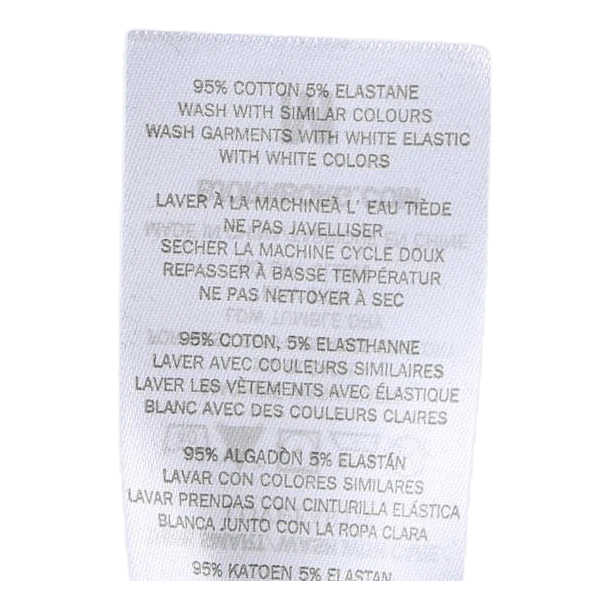 95% COTTON 5% ELASTANE
WASH WITH SIMILAR COLOURS
WASH GARMENTS WITH WHITE ELASTIC
WITH WHITE COLORS
LAVER À LA MACHINEÀ L' EAU TIÈDE
NE PAS JAVELLISER
SECHER LA MACHINE CYCLE DOUX
REPASSER À BASSE TEMPÉRATUR
NE PAS NETTOYER À SEC
95% COTON, 5% ELASTHANNE
LAVER AVEC COULEURS SIMILAIRES
LAVER LES VÊTEMENTS AVEC ÉLASTIQUE
BLANC AVEC DES COULEURS CLAIRES
95% ALGADÒN 5% ELASTÁN
LAVAR CON COLORES SIMILARES
LAVAR PRENDAS CON CINTURILLA ELÁSTICA
BLANCA JUNTO CON LA ROPA CLARA
95% KATOEN 5% ELASTAN